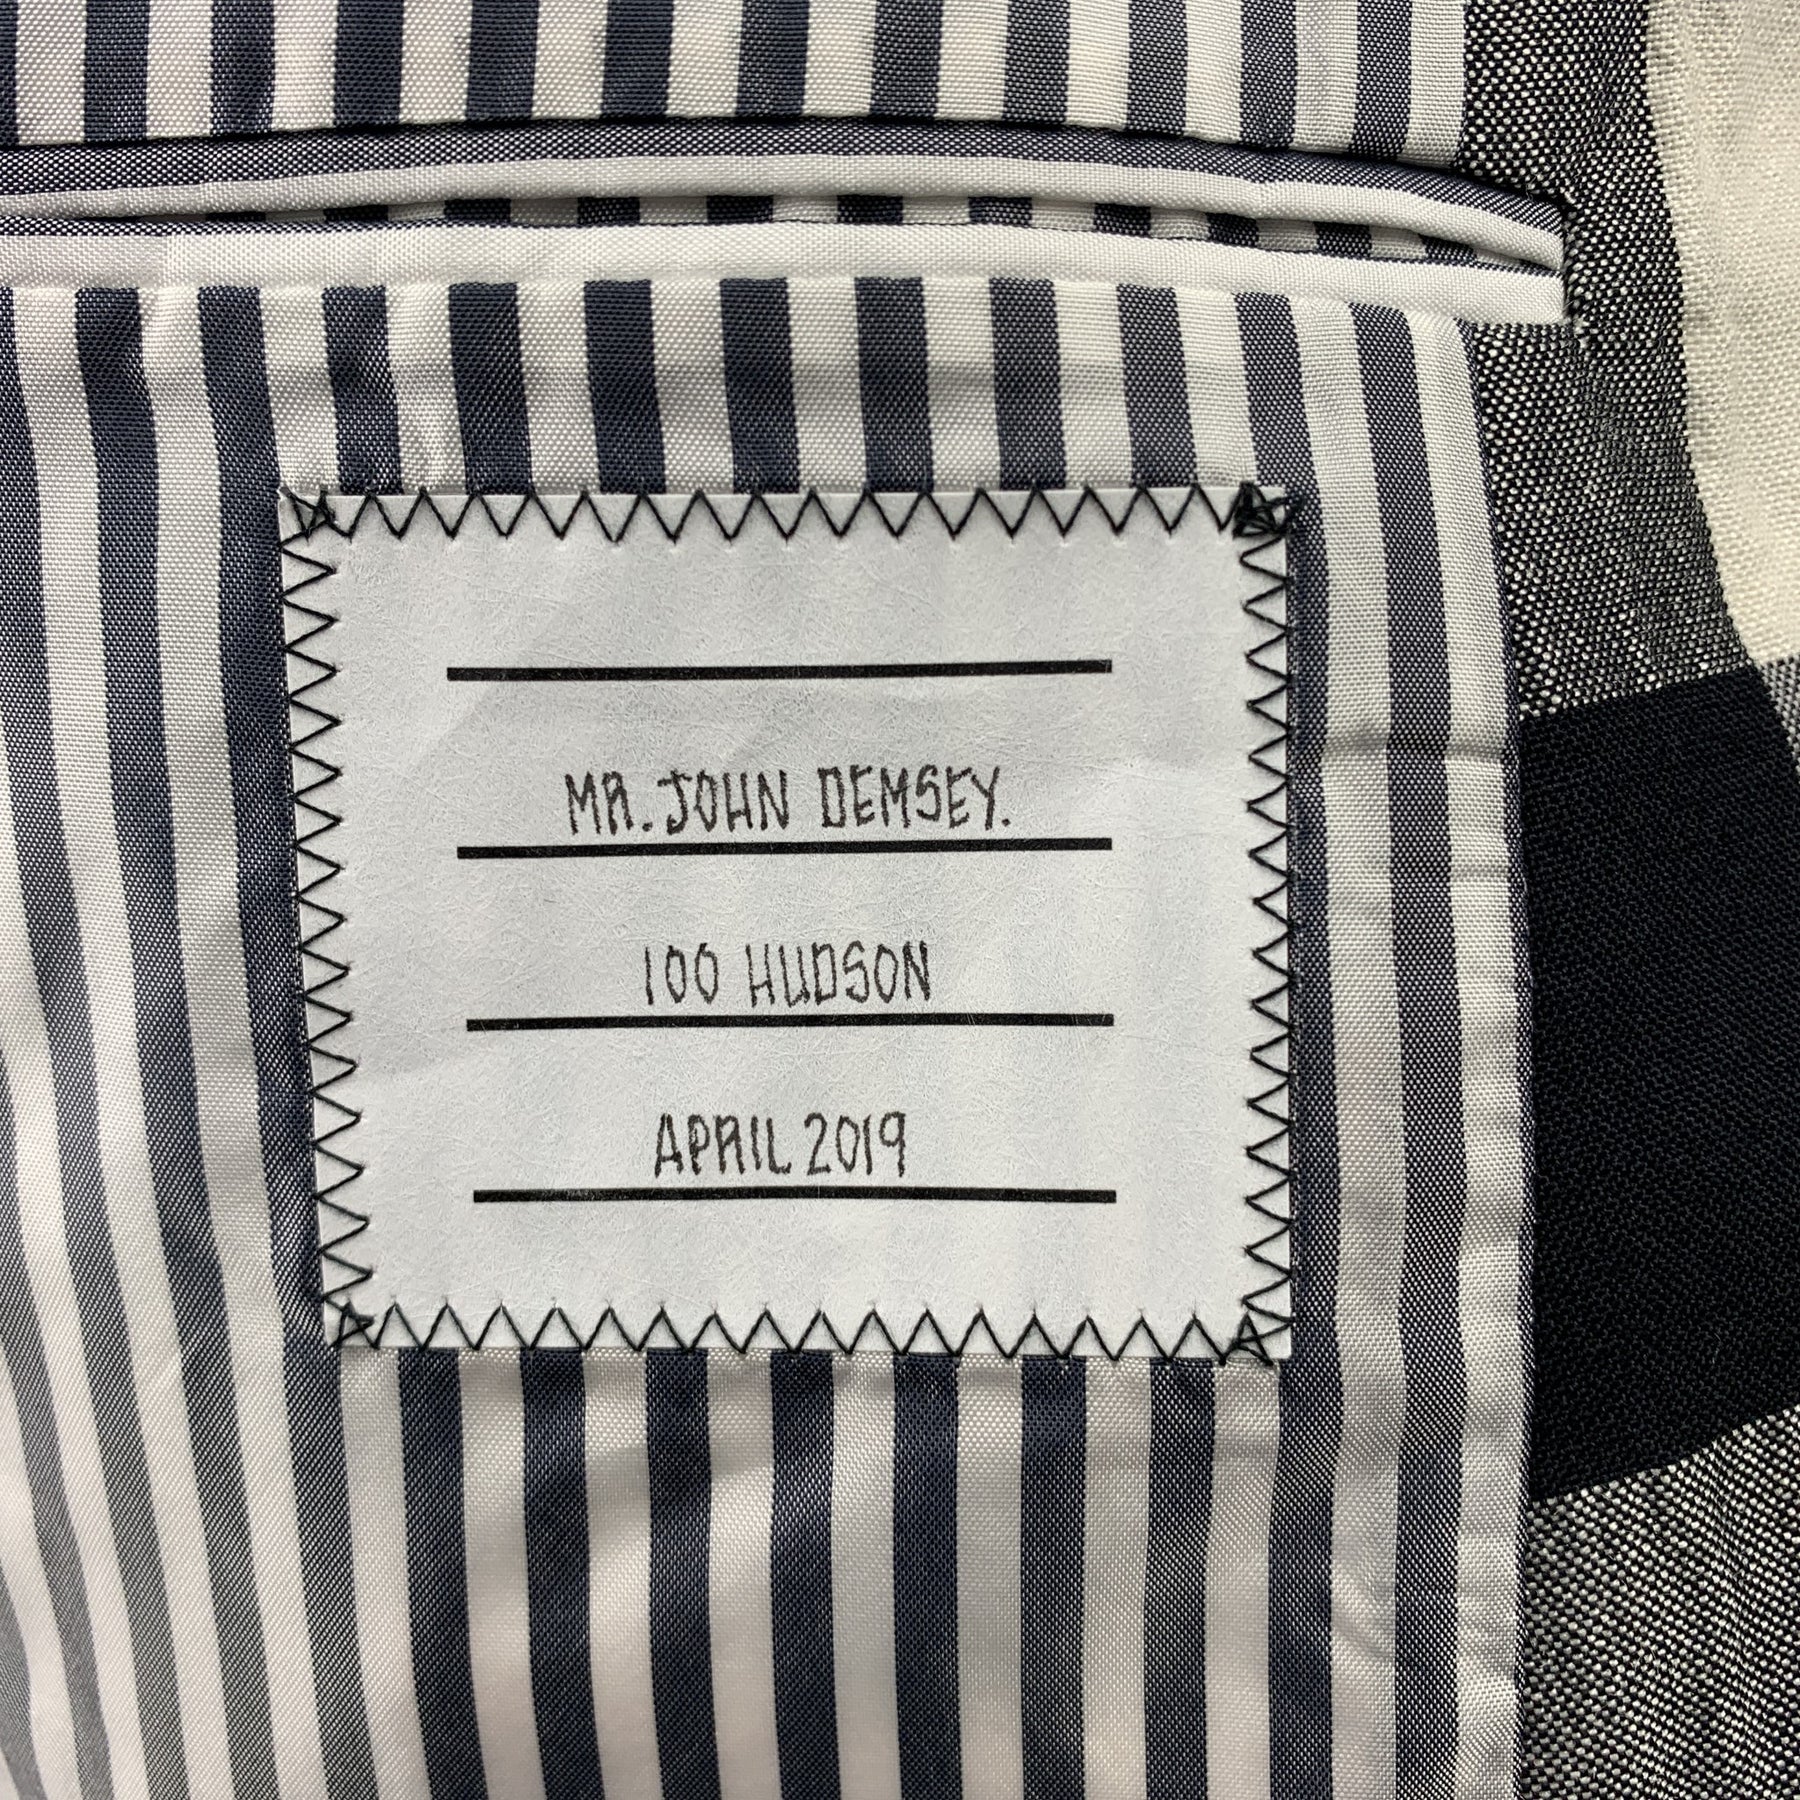 MR. JOHN DEMSEY.
100 HUDSON
APRIL 2019